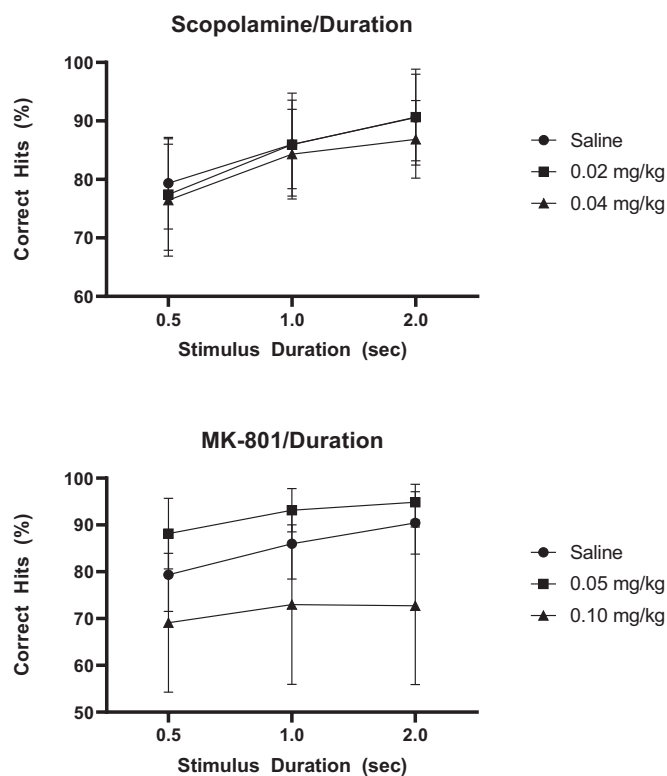 Scopolamine/Duration
100
90
80
70
60
Correct Hits (%)
0.5 1.0 2.0
Stimulus Duration (sec)
Saline
0.02 mg/kg
0.04 mg/kg
MK-801/Duration
100
90
80
70
60
50
Correct Hits (%)
0.5 1.0 2.0
Stimulus Duration (sec)
Saline
0.05 mg/kg
0.10 mg/kg